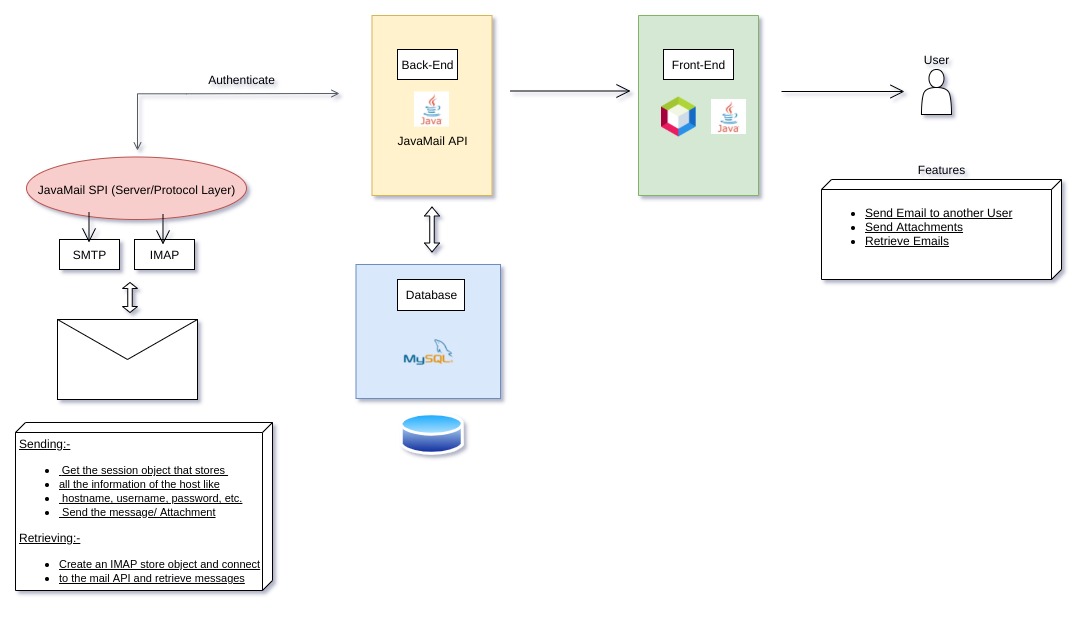 Authenticate
Back-End
Java
JavaMail API
Front-End
Java
User
JavaMail SPI (Server/Protocol Layer)
SMTP
IMAP
Database
MySQL
Features
Send Email to another User
Send Attachments
Retrieve Emails
Sending:-
Get the session object that stores
all the information of the host like
hostname, username, password, etc.
Send the message/ Attachment
Retrieving:-
Create an IMAP store object and connect
to the mail API and retrieve messages